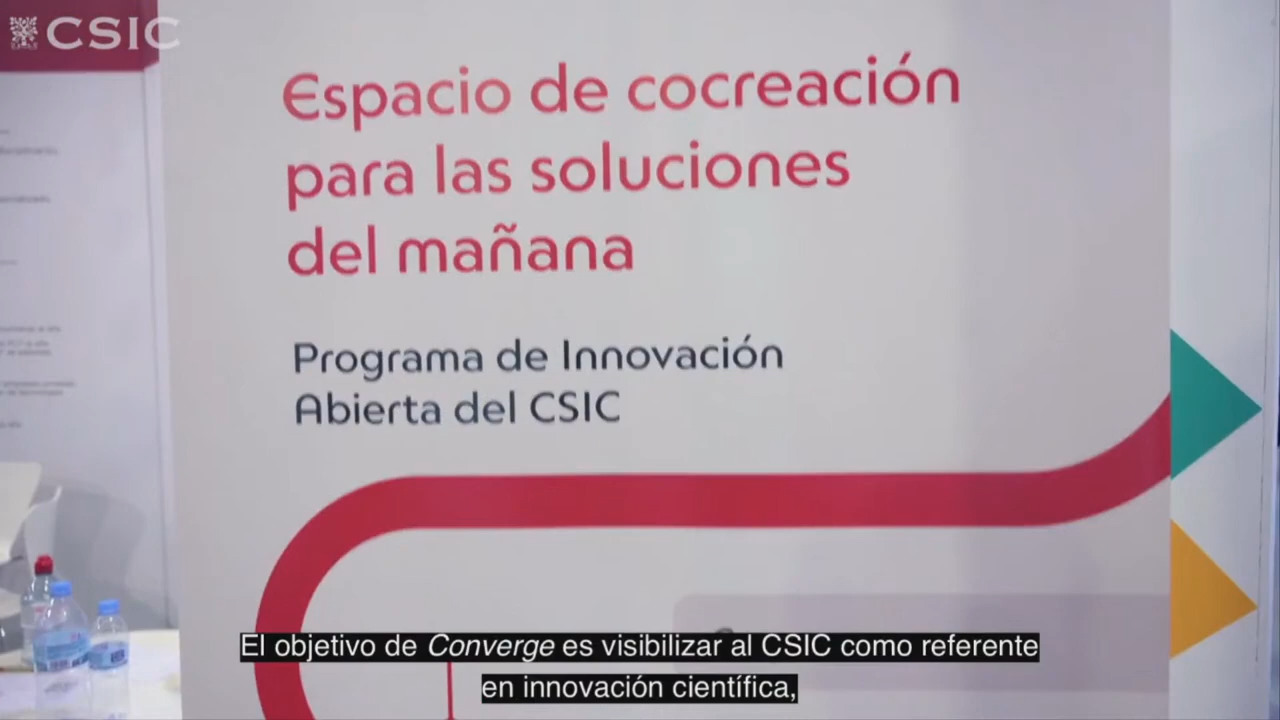 CSIC
Espacio de cocreación
para las soluciones
del mañana
Programa de Innovación
Abierta del CSIC
El objetivo de Converge es visibilizar al CSIC como referente
en innovación científica,